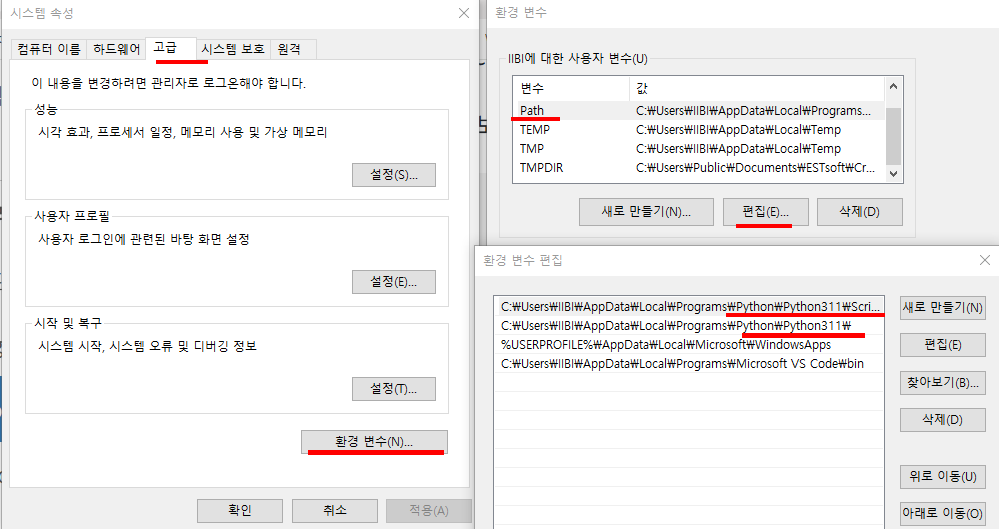 시스템 속성
컴퓨터 이름 하드웨어 고급 시스템 보호 원격
이 내용을 변경하려면 관리자로 로그온해야 합니다.
성능
시각 효과, 프로세서 일정, 메모리 사용 및 가상 메모리
설정(S)...
사용자 프로필
사용자 로그인에 관련된 바탕 화면 설정
설정(E)...
시작 및 복구
시스템 시작, 시스템 오류 및 디버깅 정보
설정(T)...
환경 변수(N)...
확인 취소 적용(A)
환경 변수
IIBI에 대한 사용자 변수(U)
변수 값
Path C:₩Users₩IIBI₩AppData₩Local₩Programs...
TEMP C:₩Users₩IIBI₩AppData₩Local₩Temp
TMP C:₩Users₩IIBI₩AppData₩Local₩Temp
TMPDIR C:₩Users₩Public₩Documents₩ESTsoft₩Cr...
새로 만들기(N)... 편집(E)... 삭제(D)
환경 변수 편집
C:₩Users₩IIBI₩AppData₩Local₩Programs₩Python₩Python311₩Scri...
C:₩Users₩IIBI₩AppData₩Local₩Programs₩Python₩Python311₩
%USERPROFILE%₩AppData₩Local₩Microsoft₩WindowsApps
C:₩Users₩IIBI₩AppData₩Local₩Programs₩Microsoft VS Code₩bin
새로 만들기(N)
편집(E)
찾아보기(B)...
삭제(D)
위로 이동(U)
아래로 이동(O)